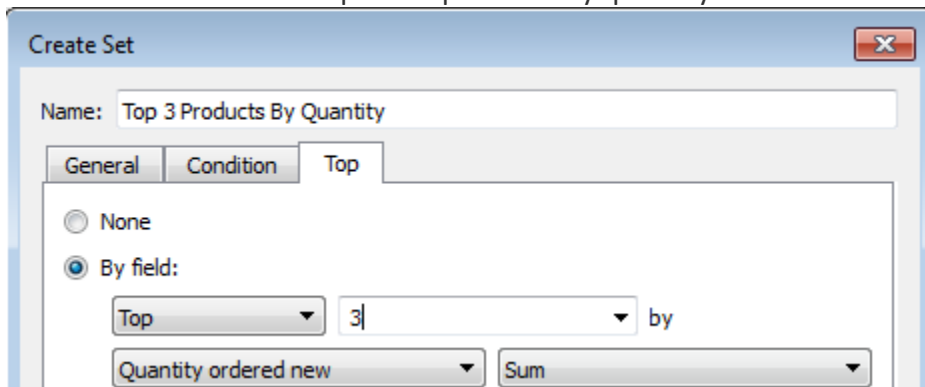 Create Set
Name: Top 3 Products By Quantity
General Condition Top
None
By field:
Top 3 by
Quantity ordered new Sum